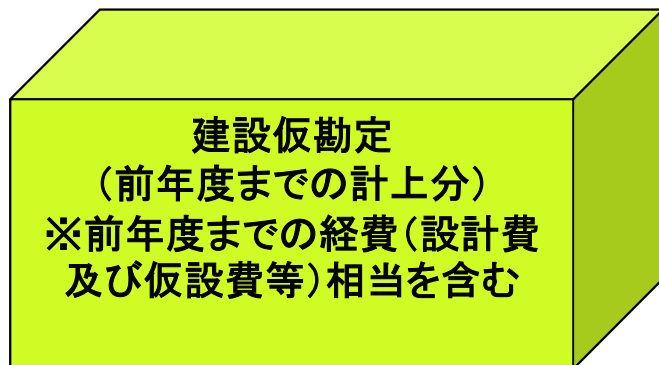 建設仮勘定
（前年度までの計上分）
※前年度までの経費（設計費
及び仮設費等）相当を含む